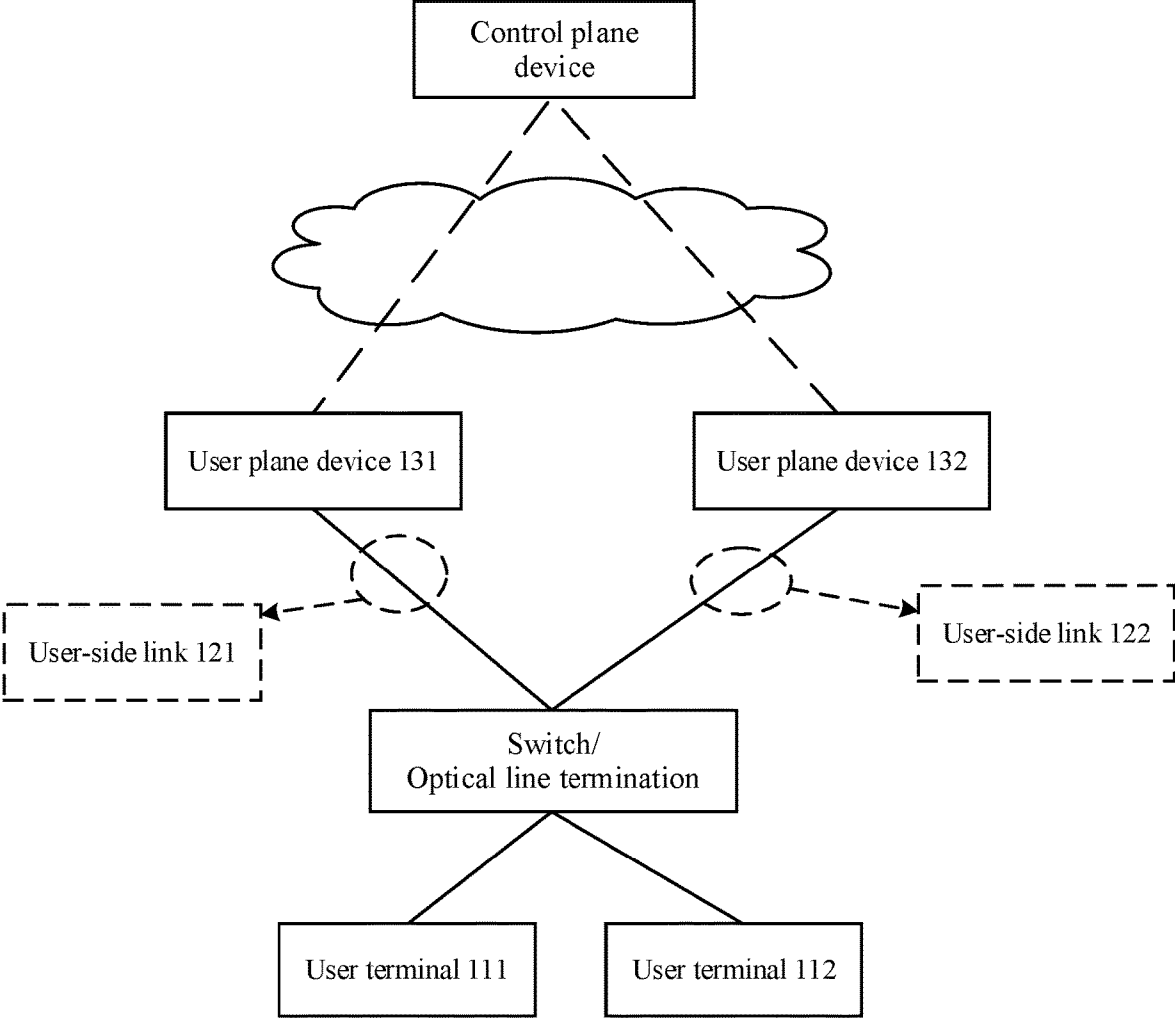 Control plane
device
User plane device 131
User plane device 132
User-side link 121
User-side link 122
Switch/
Optical line termination
User terminal 111
User terminal 112